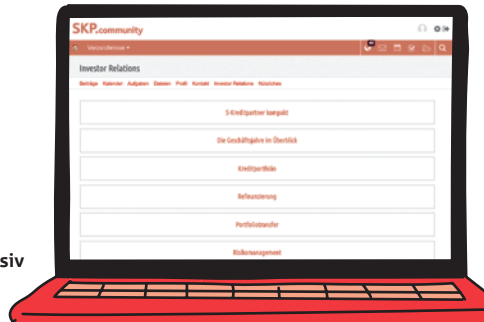 SKP.community
Verzeichnisse
Investor Relations
Beiträge Kalender Aufgaben Dateien Profil Kontakt Investor Relations Nützliches
S-Kreditpartner kompakt
Die Geschäftsjahre im Überblick
Kreditportfolio
Refinanzierung
Portfoliotransfer
Risikomanagement
siv